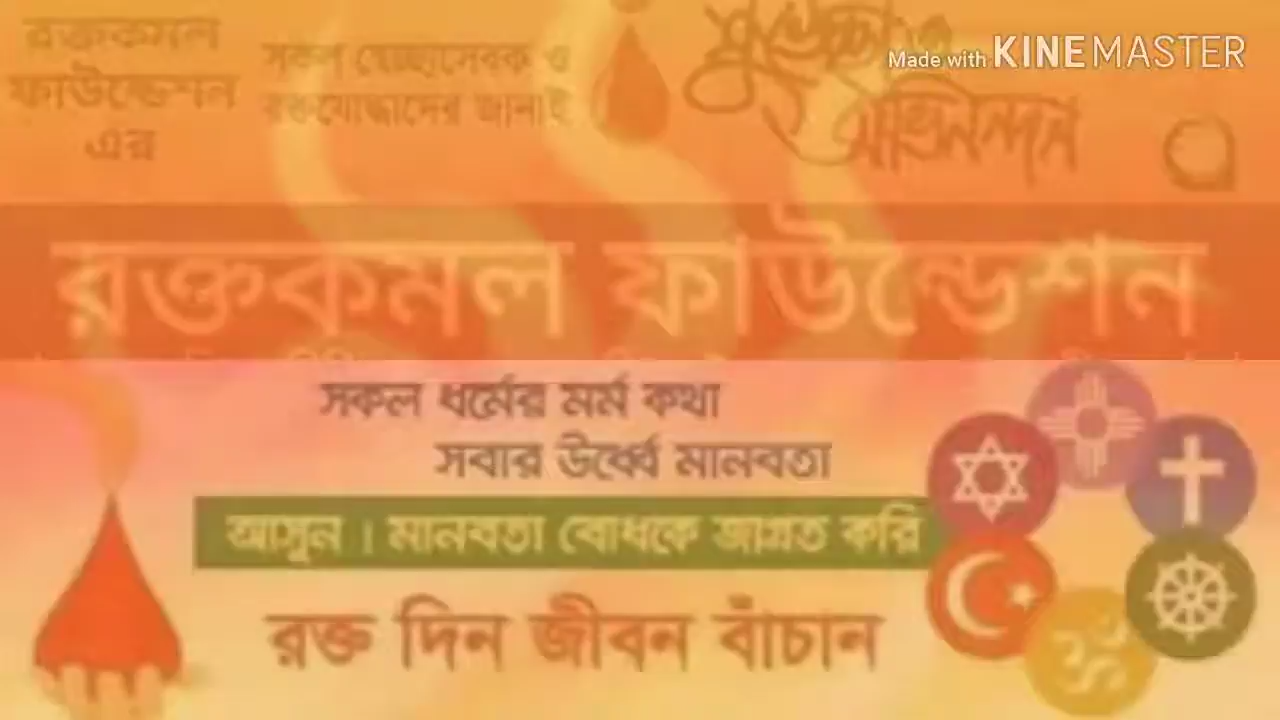 রক্তকমল
ফাউন্ডেশন
এর
সকল স্বেচ্ছাসেবক ও
রক্তযোদ্ধাদের জানাই
শুভেচ্ছা ও
অভিনন্দন
Made with KINEMASTER
রক্তকমল ফাউন্ডেশন
সকল ধর্মের মর্ম কথা
সবার উর্ধ্বে মানবতা
আসুন । মানবতা বোধকে জাগ্রত করি
রক্ত দিন জীবন বাঁচান